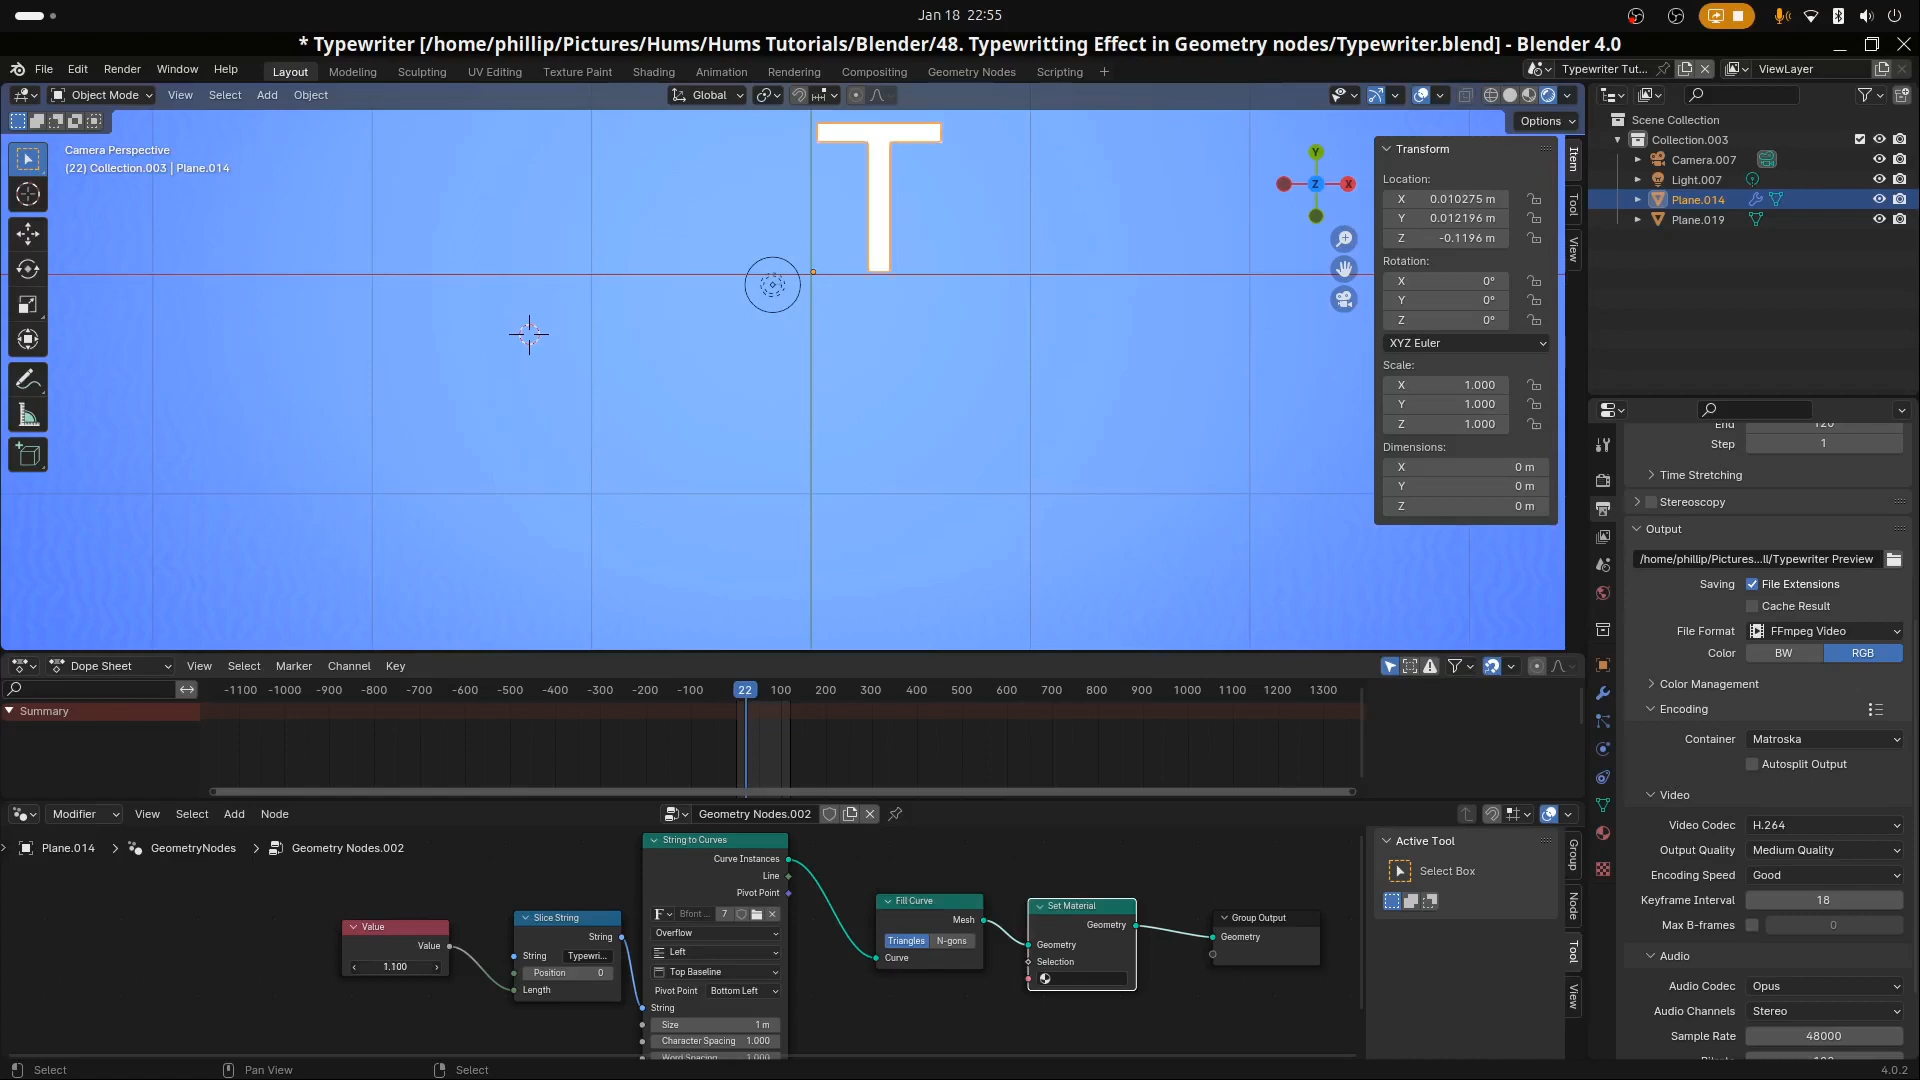 Jan 18 22:55
* Typewriter [/home/phillip/Pictures/Hums/Hums Tutorials/Blender/48. Typewritting Effect in Geometry nodes/Typewriter.blend] - Blender 4.0
File Edit Render Window Help Layout Modeling Sculpting UV Editing Texture Paint Shading Animation Rendering Compositing Geometry Nodes Scripting + Typewriter Tut... ViewLayer
Object Mode View Select Add Object Global
Options
Camera Perspective
(22) Collection.003 | Plane.014
T
Y
Z X
Transform
Location:
X 0.010275 m
Y 0.012196 m
Z -0.1196 m
Rotation:
X 0°
Y 0°
Z 0°
XYZ Euler
Scale:
X 1.000
Y 1.000
Z 1.000
Dimensions:
X 0 m
Y 0 m
Z 0 m
Item
Tool
View
Scene Collection
Collection.003
Camera.007
Light.007
Plane.014
Plane.019
End 120
Step 1
Time Stretching
Stereoscopy
Output
/home/phillip/Pictures...ll/Typewriter Preview
Saving File Extensions
Cache Result
File Format FFmpeg Video
Color BW RGB
Color Management
Encoding
Container Matroska
Autosplit Output
Video
Video Codec H.264
Output Quality Medium Quality
Encoding Speed Good
Keyframe Interval 18
Max B-frames 0
Audio
Audio Codec Opus
Audio Channels Stereo
Sample Rate 48000
Dope Sheet View Select Marker Channel Key
-1100 -1000 -900 -800 -700 -600 -500 -400 -300 -200 -100 22 100 200 300 400 500 600 700 800 900 1000 1100 1200 1300
Summary
Modifier View Select Add Node Geometry Nodes.002
Plane.014 > GeometryNodes > Geometry Nodes.002
Value
Value
1.100
Slice String
String
String Typewri...
Position 0
Length
String to Curves
Curve Instances
Line
Pivot Point
Bfont ... 7
Overflow
Left
Top Baseline
Pivot Point Bottom Left
String
Size 1 m
Character Spacing 1.000
Word Spacing 1.000
Fill Curve
Mesh
Triangles N-gons
Curve
Set Material
Geometry
Geometry
Selection
Group Output
Geometry
Active Tool
Select Box
Group
Node
Tool
View
Select Pan View Select 4.0.2